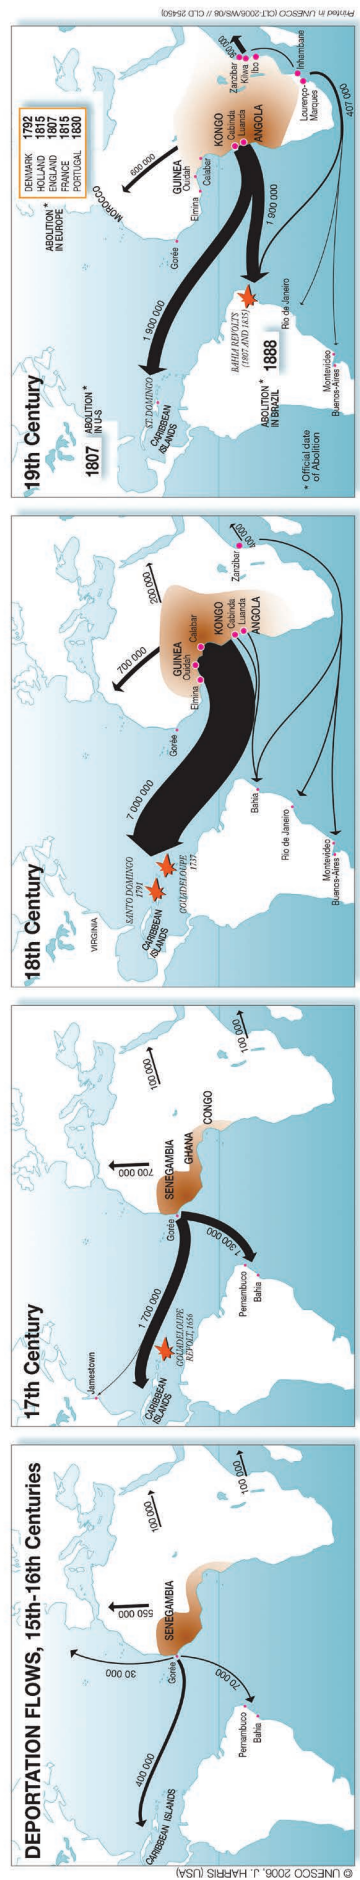 © UNESCO 2006, J. HARRIS (USA)
DEPORTATION FLOWS, 15th-16th Centuries
30 000
550 000
100 000
400 000
SENEGAMBIA
Gorée
CARIBBEAN ISLANDS
70 000
100 000
Pernambuco
Bahia
17th Century
Jamestown
700 000
100 000
1 700 000
SENEGAMBIA
GHANA
Gorée
GUADELOUPE
REVOLT, 1656
CARIBBEAN
ISLANDS
CONGO
1 300 000
100 000
Pernambuco
Bahia
18th Century
VIRGINIA
700 000
200 000
7 000 000
SANTO DOMINGO
1791
GUADELOUPE
1737
CARIBBEAN
ISLANDS
Gorée
GUINEA
Ouidah
Elmina
Calabar
KONGO
Cabinda
Luanda
ANGOLA
Zanzibar
400 000
Bahia
Rio de Janeiro
Montevideo
Buenos-Aires
19th Century
1807
ABOLITION *
IN U-S
ABOLITION *
IN EUROPE
DENMARK 1792
HOLLAND 1815
ENGLAND 1807
FRANCE 1815
PORTUGAL 1830
MOROCCO
600 000
1 900 000
ST. DOMINGO
CARIBBEAN
ISLANDS
Gorée
GUINEA
Ouidah
Elmina
Calabar
KONGO
Cabinda
Luanda
ANGOLA
Zanzibar
Kilwa
Ibo
500 000
Inhambane
Lourenço-
Marques
407 000
1 900 000
BAHIA REVOLTS
(1807 AND 1835)
ABOLITION *
IN BRAZIL
1888
Rio de Janeiro
Montevideo
Buenos-Aires
* Official date
of Abolition
Printed in UNESCO (CLT-2006/WS/08 // CLD 25450)